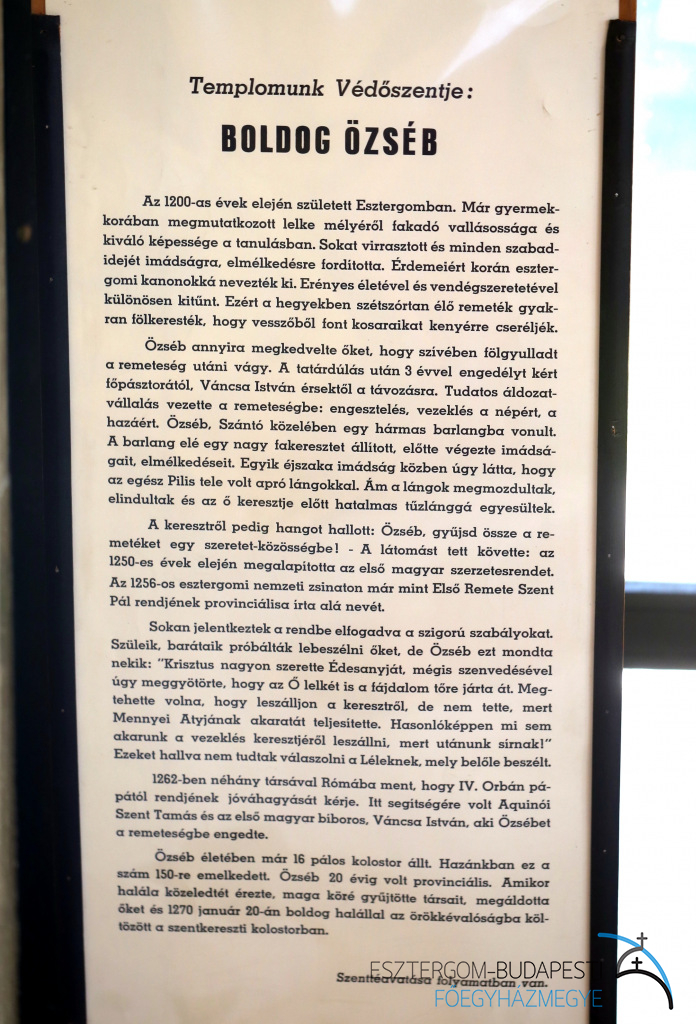 Templomunk Védőszentje:
BOLDOG ÖZSÉB
Az 1200-as évek elején született Esztergomban. Már gyermek-
korában megmutatkozott lelke mélyéről fakadó vallásossága és
kiváló képessége a tanulásban. Sokat virrasztott és minden szabad-
idejét imádságra, elmélkedésre fordította. Érdemeiért korán eszter-
gomi kanonokká nevezték ki. Erényes életével és vendégszeretetével
különösen kitűnt. Ezért a hegyekben szétszórtan élő remeték gyak-
ran fölkeresték, hogy vesszőből font kosaraikat kenyérre cseréljék.
Özséb annyira megkedvelte őket, hogy szívében fölgyulladt
a remeteség utáni vágy. A tatárdúlás után 3 évvel engedélyt kért
főpásztorától, Váncsa István érsektől a távozásra. Tudatos áldozat-
vállalás vezette a remeteségbe: engesztelés, vezeklés a népért, a
hazáért. Özséb, Szántó közelében egy hármas barlangba vonult.
A barlang elé egy nagy fakeresztet állított, előtte végezte imádsá-
gait, elmélkedéseit. Egyik éjszaka imádság közben úgy látta, hogy
az egész Pilis tele volt apró lángokkal. Ám a lángok megmozdultak,
elindultak és az ő keresztje előtt hatalmas tűzlánggá egyesültek.
A keresztről pedig hangot hallott: Özséb, gyűjsd össze a re-
metéket egy szeretet-közösségbe! - A látomást tett követte: az
1250-es évek elején megalapította az első magyar szerzetesrendet.
Az 1256-os esztergomi nemzeti zsinaton már mint Első Remete Szent
Pál rendjének provinciálisa írta alá nevét.
Sokan jelentkeztek a rendbe elfogadva a szigorú szabályokat.
Szüleik, barátaik próbálták lebeszélni őket, de Özséb ezt mondta
nekik: "Krisztus nagyon szerette Édesanyját, mégis szenvedésével
úgy meggyötörte, hogy az Ő lelkét is a fájdalom tőre járta át. Meg-
tehette volna, hogy leszálljon a keresztről, de nem tette, mert
Mennyei Atyjának akaratát teljesítette. Hasonlóképpen mi sem
akarunk a vezeklés keresztjéről leszállni, mert utánunk sírnak!"
Ezeket hallva nem tudtak válaszolni a Léleknek, mely belőle beszélt.
1262-ben néhány társával Rómába ment, hogy IV. Orbán pá-
pától rendjének jóváhagyását kérje. Itt segítségére volt Aquinói
Szent Tamás és az első magyar bíboros, Váncsa István, aki Özsébet
a remeteségbe engedte.
Özséb életében már 16 pálos kolostor állt. Hazánkban ez a
szám 150-re emelkedett. Özséb 20 évig volt provinciális. Amikor
halála közeledtét érezte, maga köré gyűjtötte társait, megáldotta
őket és 1270 január 20-án boldog halállal az örökkévalóságba köl-
tözött a szentkereszti kolostorban.
Szenttéavatása folyamatban van.
ESZTERGOM-BUDAPESTI
FŐEGYHÁZMEGYE